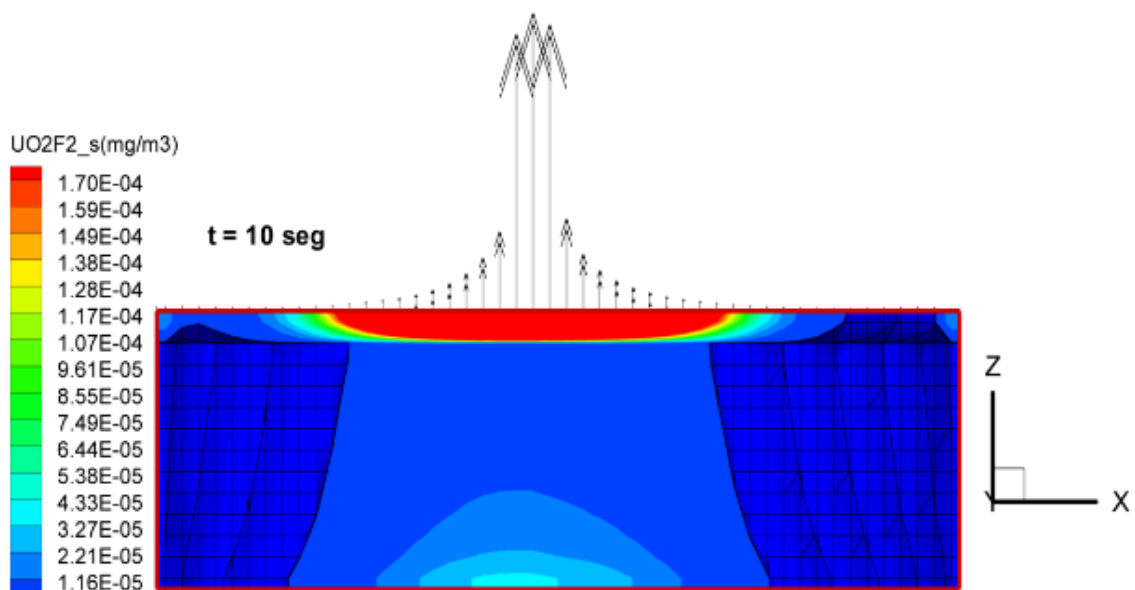 UO2F2_s(mg/m3)
1.70E-04
1.59E-04
1.49E-04
1.38E-04
1.28E-04
1.17E-04
1.07E-04
9.61E-05
8.55E-05
7.49E-05
6.44E-05
5.38E-05
4.33E-05
3.27E-05
2.21E-05
1.16E-05
t = 10 seg
Z
Y
X